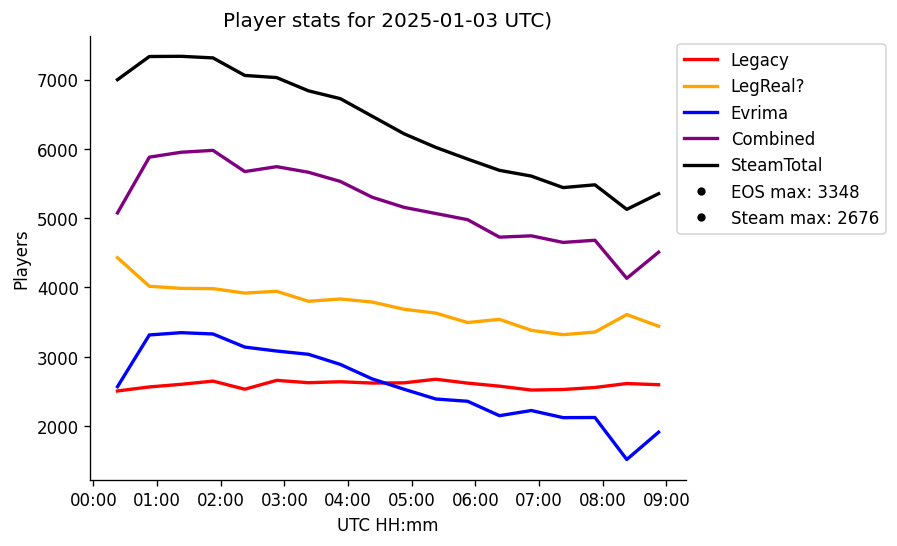 Player stats for 2025-01-03 UTC)
Legacy
LegReal?
Evrima
Combined
SteamTotal
EOS max: 3348
Steam max: 2676
Players
7000
6000
5000
4000
3000
2000
00:00 01:00 02:00 03:00 04:00 05:00 06:00 07:00 08:00 09:00
UTC HH:mm